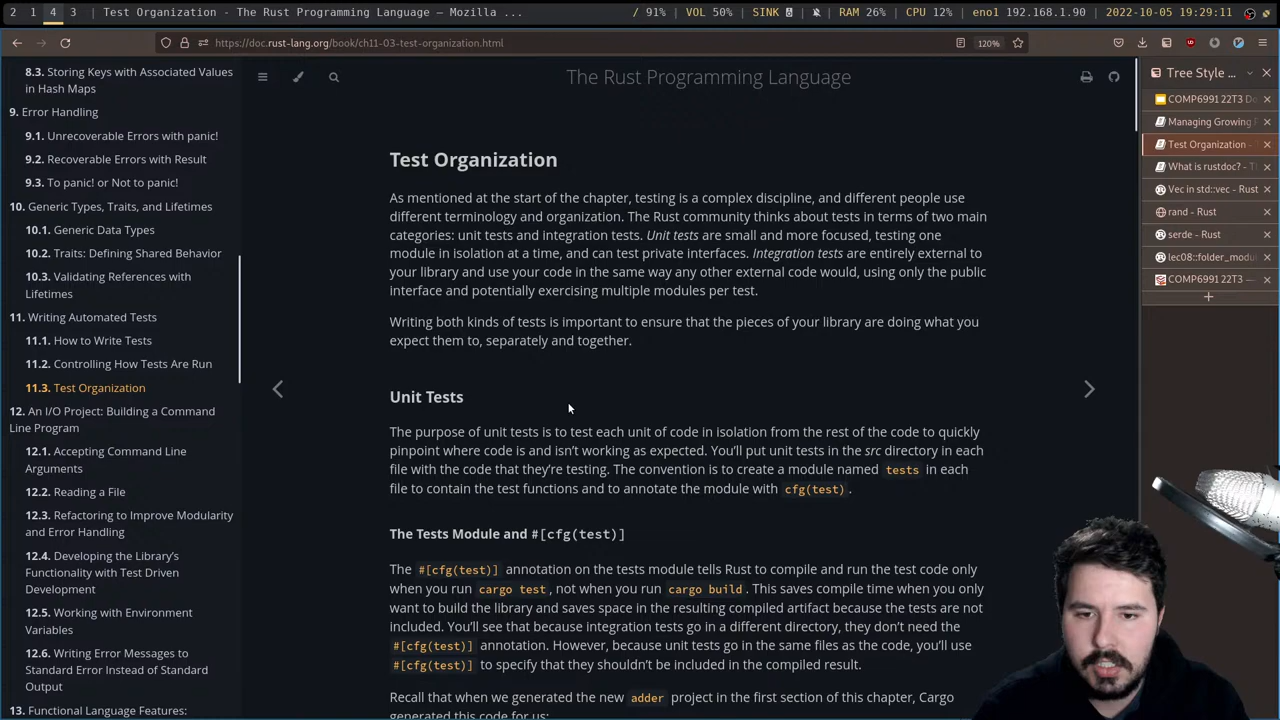 2 1 4 3 | Test Organization - The Rust Programming Language — Mozilla ... / 91% | VOL 50% | SINK | RAM 26% | CPU 12% | eno1 192.168.1.90 | 2022-10-05 19:29:11
https://doc.rust-lang.org/book/ch11-03-test-organization.html 120%
8.3. Storing Keys with Associated Values
in Hash Maps
9. Error Handling
9.1. Unrecoverable Errors with panic!
9.2. Recoverable Errors with Result
9.3. To panic! or Not to panic!
10. Generic Types, Traits, and Lifetimes
10.1. Generic Data Types
10.2. Traits: Defining Shared Behavior
10.3. Validating References with
Lifetimes
11. Writing Automated Tests
11.1. How to Write Tests
11.2. Controlling How Tests Are Run
11.3. Test Organization
12. An I/O Project: Building a Command
Line Program
12.1. Accepting Command Line
Arguments
12.2. Reading a File
12.3. Refactoring to Improve Modularity
and Error Handling
12.4. Developing the Library's
Functionality with Test Driven
Development
12.5. Working with Environment
Variables
12.6. Writing Error Messages to
Standard Error Instead of Standard
Output
13. Functional Language Features:
The Rust Programming Language
Test Organization
As mentioned at the start of the chapter, testing is a complex discipline, and different people use
different terminology and organization. The Rust community thinks about tests in terms of two main
categories: unit tests and integration tests. Unit tests are small and more focused, testing one
module in isolation at a time, and can test private interfaces. Integration tests are entirely external to
your library and use your code in the same way any other external code would, using only the public
interface and potentially exercising multiple modules per test.
Writing both kinds of tests is important to ensure that the pieces of your library are doing what you
expect them to, separately and together.
Unit Tests
The purpose of unit tests is to test each unit of code in isolation from the rest of the code to quickly
pinpoint where code is and isn't working as expected. You'll put unit tests in the src directory in each
file with the code that they're testing. The convention is to create a module named tests in each
file to contain the test functions and to annotate the module with cfg(test).
The Tests Module and #[cfg(test)]
The #[cfg(test)] annotation on the tests module tells Rust to compile and run the test code only
when you run cargo test, not when you run cargo build. This saves compile time when you only
want to build the library and saves space in the resulting compiled artifact because the tests are not
included. You'll see that because integration tests go in a different directory, they don't need the
#[cfg(test)] annotation. However, because unit tests go in the same files as the code, you'll use
#[cfg(test)] to specify that they shouldn't be included in the compiled result.
Recall that when we generated the new adder project in the first section of this chapter, Cargo
generated this code for us:
Tree Style ...
COMP6991 22T3 De
Managing Growing
Test Organization -
What is rustdoc? - T
Vec in std::vec - Rust
rand - Rust
serde - Rust
lec08::folder_modu
COMP6991 22T3 —